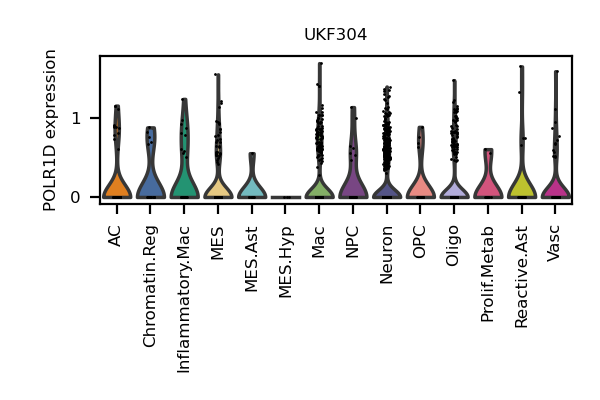 UKF304
POLR1D expression
1
0
AC
Chromatin.Reg
Inflammatory.Mac
MES
MES.Ast
MES.Hyp
Mac
NPC
Neuron
OPC
Oligo
Prolif.Metab
Reactive.Ast
Vasc